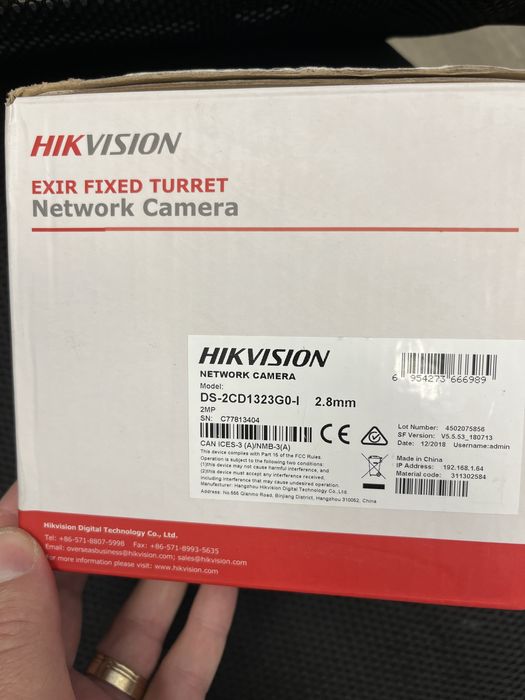 HIKVISION
EXIR FIXED TURRET
Network Camera
HIKVISION
NETWORK CAMERA
Model:
DS-2CD1323G0-I 2.8mm
2MP
SN: C77813404
CAN ICES-3 (A)/NMB-3(A)
This device complies with Part 15 of the FCC Rules.
Operation is subject to the following two conditions:
(1)this device may not cause harmful interference, and
(2)this device must accept any interference received,
including interference that may cause undesired operation.
Manufacturer: Hangzhou Hikvision Digital Technology Co.,Ltd.
Address: No.555 Qianmo Road, Binjiang District, Hangzhou 310052, China
6 954273 666989
CE
Lot Number: 4502075856
SF Version: V5.5.53_180713
Date: 12/2018 Username:admin
Made in China
IP Address: 192.168.1.64
Material code: 311302584
Hikvision Digital Technology Co., Ltd.
Tel: +86-571-8807-5998 Fax: +86-571-8993-5635
Email: overseasbusiness@hikvision.com; sales@hikvision.com
For more information please visit: www.hikvision.com